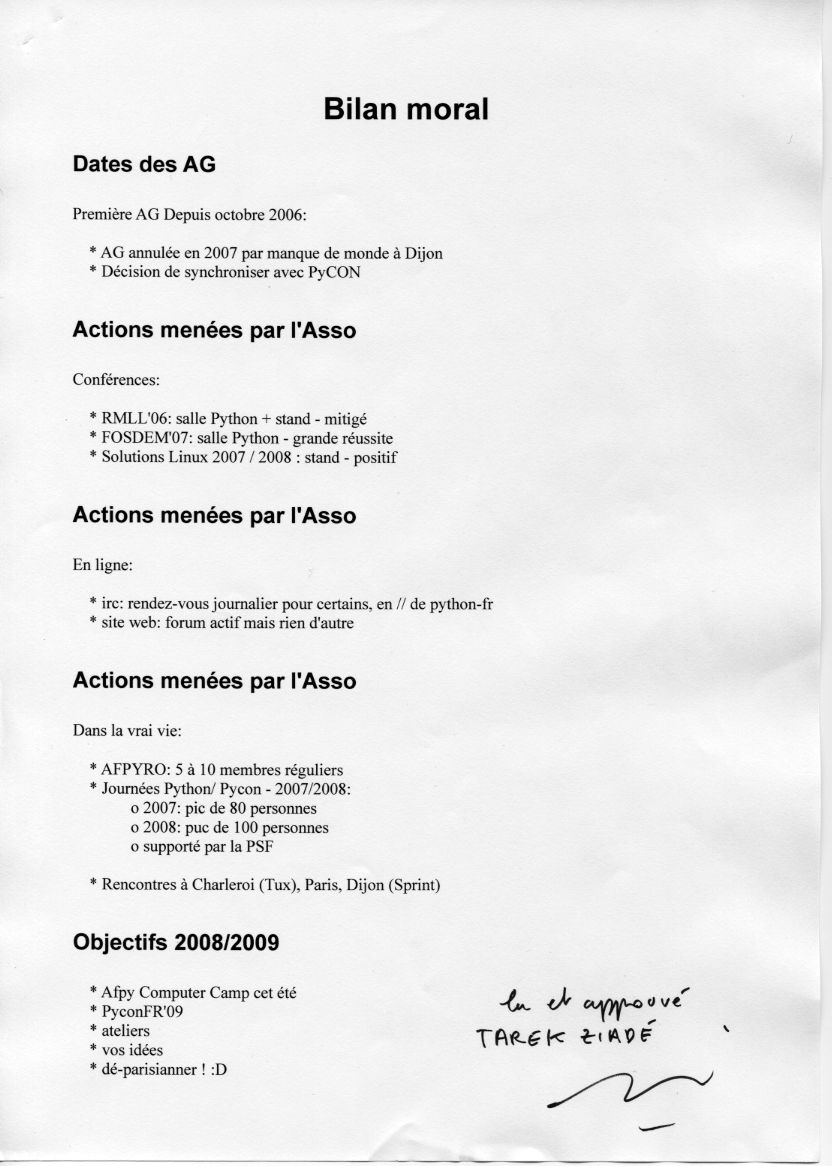 Bilan moral
Dates des AG
Première AG Depuis octobre 2006:
* AG annulée en 2007 par manque de monde à Dijon
* Décision de synchroniser avec PyCON
Actions menées par l'Asso
Conférences:
* RMLL'06: salle Python + stand - mitigé
* FOSDEM'07: salle Python - grande réussite
* Solutions Linux 2007 / 2008 : stand - positif
Actions menées par l'Asso
En ligne:
* irc: rendez-vous journalier pour certains, en // de python-fr
* site web: forum actif mais rien d'autre
Actions menées par l'Asso
Dans la vrai vie:
* AFPYRO: 5 à 10 membres réguliers
* Journées Python/ Pycon - 2007/2008:
o 2007: pic de 80 personnes
o 2008: puc de 100 personnes
o supporté par la PSF
* Rencontres à Charleroi (Tux), Paris, Dijon (Sprint)
Objectifs 2008/2009
* Afpy Computer Camp cet été
* PyconFR'09
* ateliers
* vos idées
* dé-parisianner ! :D
lu et approuvé
TAREK ZIADÉ